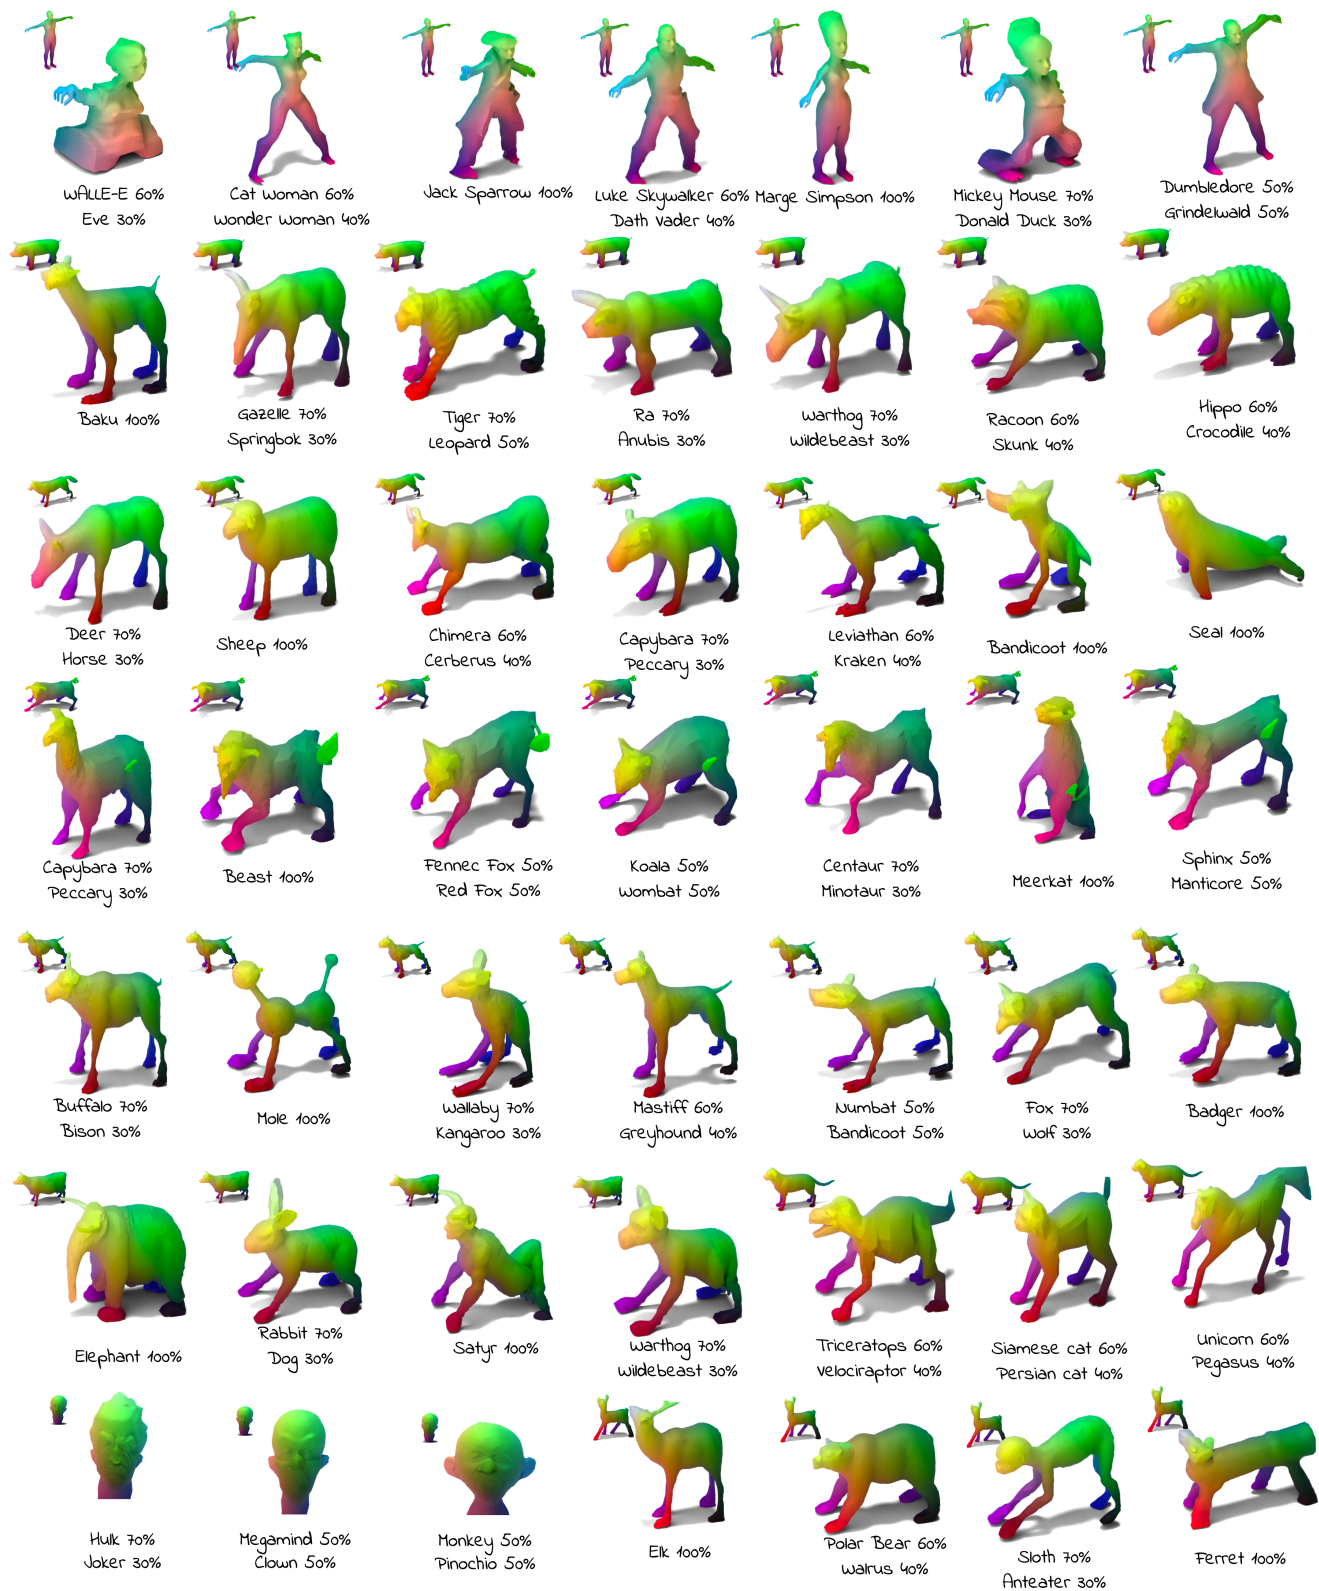 WALLE-E 60%
Eve 30%
Cat Woman 60%
Wonder Woman 40%
Jack Sparrow 100%
Luke Skywalker 60%
Dath Vader 40%
Marge Simpson 100%
Mickey Mouse 70%
Donald Duck 30%
Dumbledore 50%
Grindelwald 50%
Baku 100%
Gazelle 70%
Springbok 30%
Tiger 70%
Leopard 50%
Ra 70%
Anubis 30%
Warthog 70%
Wildebeast 30%
Racoon 60%
Skunk 40%
Hippo 60%
Crocodile 40%
Deer 70%
Horse 30%
Sheep 100%
Chimera 60%
Cerberus 40%
Capybara 70%
Peccary 30%
Leviathan 60%
Kraken 40%
Bandicoot 100%
Seal 100%
Capybara 70%
Peccary 30%
Beast 100%
Fennec Fox 50%
Red Fox 50%
Koala 50%
Wombat 50%
Centaur 70%
Minotaur 30%
Meerkat 100%
Sphinx 50%
Manticore 50%
Buffalo 70%
Bison 30%
Mole 100%
Wallaby 70%
Kangaroo 30%
Mastiff 60%
Greyhound 40%
Numbat 50%
Bandicoot 50%
Fox 70%
Wolf 30%
Badger 100%
Elephant 100%
Rabbit 70%
Dog 30%
Satyr 100%
Warthog 70%
Wildebeast 30%
Triceratops 60%
Velociraptor 40%
Siamese cat 60%
Persian cat 40%
Unicorn 60%
Pegasus 40%
Hulk 70%
Joker 30%
Megamind 50%
Clown 50%
Monkey 50%
Pinochio 50%
Elk 100%
Polar Bear 60%
Walrus 40%
Sloth 70%
Anteater 30%
Ferret 100%